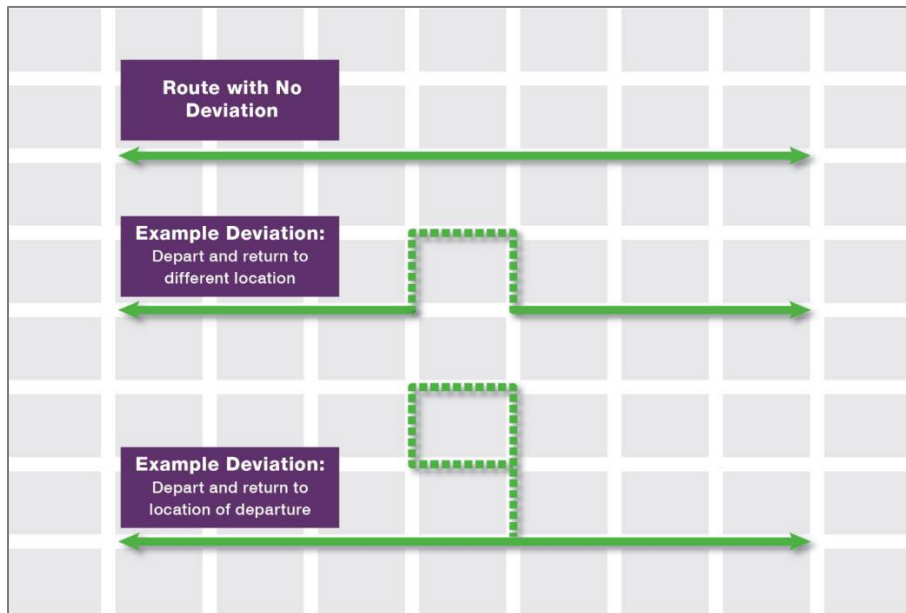 Route with No
Deviation
Example Deviation:
Depart and return to
different location
Example Deviation:
Depart and return to
location of departure